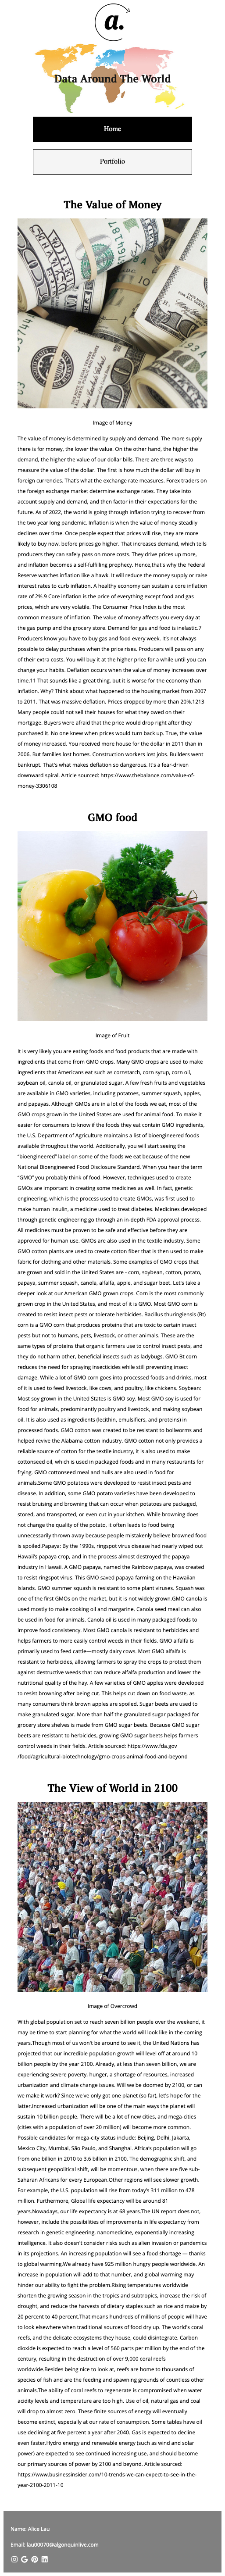 a.
Data Around The World
Home
Portfolio
The Value of Money
Image of Money
The value of money is determined by supply and demand. The more supply
there is for money, the lower the value. On the other hand, the higher the
demand, the higher the value of our dollar bills. There are three ways to
measure the value of the dollar. The first is how much the dollar will buy in
foreign currencies. That's what the exchange rate measures. Forex traders on
the foreign exchange market determine exchange rates. They take into
account supply and demand, and then factor in their expectations for the
future. As of 2022, the world is going through inflation trying to recover from
the two year long pandemic. Inflation is when the value of money steadily
declines over time. Once people expect that prices will rise, they are more
likely to buy now, before prices go higher. That increases demand, which tells
producers they can safely pass on more costs. They drive prices up more,
and inflation also becomes a self-fulfilling prophecy. Hence,that's why the Federal
Reserve watches inflation like a hawk. It will reduce the money supply or raise
interest rates to curb inflation. A healthy economy can sustain a core inflation
rate of 2%.9 Core inflation is the price of everything except food and gas
prices, which are very volatile. The Consumer Price Index is the most
common measure of inflation. The value of money affects you every day at
the gas pump and the grocery store. Demand for gas and food is inelastic.7
Producers know you have to buy gas and food every week. It's not always
possible to delay purchases when the price rises. Producers will pass on any
of their extra costs. You will buy it at the higher price for a while until you can
change your habits. Deflation occurs when the value of money increases over
time.11 That sounds like a great thing, but it is worse for the economy than
inflation. Why? Think about what happened to the housing market from 2007
to 2011. That was massive deflation. Prices dropped by more than 20%.1213
Many people could not sell their houses for what they owed on their
mortgage. Buyers were afraid that the price would drop right after they
purchased it. No one knew when prices would turn back up. True, the value
of money increased. You received more house for the dollar in 2011 than in
2006. But families lost homes. Construction workers lost jobs. Builders went
bankrupt. That's what makes deflation so dangerous. It's a fear-driven
downward spiral. Article sourced: https://www.thebalance.com/value-of-
money-3306108
GMO food
Image of Fruit
It is very likely you are eating foods and food products that are made with
ingredients that come from GMO crops. Many GMO crops are used to make
ingredients that Americans eat such as cornstarch, corn syrup, corn oil,
soybean oil, canola oil, or granulated sugar. A few fresh fruits and vegetables
are available in GMO varieties, including potatoes, summer squash, apples,
and papayas. Although GMOs are in a lot of the foods we eat, most of the
GMO crops grown in the United States are used for animal food. To make it
easier for consumers to know if the foods they eat contain GMO ingredients,
the U.S. Department of Agriculture maintains a list of bioengineered foods
available throughout the world. Additionally, you will start seeing the
"bioengineered" label on some of the foods we eat because of the new
National Bioengineered Food Disclosure Standard. When you hear the term
"GMO" you probably think of food. However, techniques used to create
GMOs are important in creating some medicines as well. In fact, genetic
engineering, which is the process used to create GMOs, was first used to
make human insulin, a medicine used to treat diabetes. Medicines developed
through genetic engineering go through an in-depth FDA approval process.
All medicines must be proven to be safe and effective before they are
approved for human use. GMOs are also used in the textile industry. Some
GMO cotton plants are used to create cotton fiber that is then used to make
fabric for clothing and other materials. Some examples of GMO crops that
are grown and sold in the United States are - corn, soybean, cotton, potato,
papaya, summer squash, canola, alfalfa, apple, and sugar beet. Let's take a
deeper look at our American GMO grown crops. Corn is the most commonly
grown crop in the United States, and most of it is GMO. Most GMO corn is
created to resist insect pests or tolerate herbicides. Bacillus thuringiensis (Bt)
corn is a GMO corn that produces proteins that are toxic to certain insect
pests but not to humans, pets, livestock, or other animals. These are the
same types of proteins that organic farmers use to control insect pests, and
they do not harm other, beneficial insects such as ladybugs. GMO Bt corn
reduces the need for spraying insecticides while still preventing insect
damage. While a lot of GMO corn goes into processed foods and drinks, most
of it is used to feed livestock, like cows, and poultry, like chickens. Soybean:
Most soy grown in the United States is GMO soy. Most GMO soy is used for
food for animals, predominantly poultry and livestock, and making soybean
oil. It is also used as ingredients (lecithin, emulsifiers, and proteins) in
processed foods. GMO cotton was created to be resistant to bollworms and
helped revive the Alabama cotton industry. GMO cotton not only provides a
reliable source of cotton for the textile industry, it is also used to make
cottonseed oil, which is used in packaged foods and in many restaurants for
frying. GMO cottonseed meal and hulls are also used in food for
animals.Some GMO potatoes were developed to resist insect pests and
disease. In addition, some GMO potato varieties have been developed to
resist bruising and browning that can occur when potatoes are packaged,
stored, and transported, or even cut in your kitchen. While browning does
not change the quality of the potato, it often leads to food being
unnecessarily thrown away because people mistakenly believe browned food
is spoiled.Papaya: By the 1990s, ringspot virus disease had nearly wiped out
Hawaii's papaya crop, and in the process almost destroyed the papaya
industry in Hawaii. A GMO papaya, named the Rainbow papaya, was created
to resist ringspot virus. This GMO saved papaya farming on the Hawaiian
Islands. GMO summer squash is resistant to some plant viruses. Squash was
one of the first GMOs on the market, but it is not widely grown.GMO canola is
used mostly to make cooking oil and margarine. Canola seed meal can also
be used in food for animals. Canola oil is used in many packaged foods to
improve food consistency. Most GMO canola is resistant to herbicides and
helps farmers to more easily control weeds in their fields. GMO alfalfa is
primarily used to feed cattle—mostly dairy cows. Most GMO alfalfa is
resistant to herbicides, allowing farmers to spray the crops to protect them
against destructive weeds that can reduce alfalfa production and lower the
nutritional quality of the hay. A few varieties of GMO apples were developed
to resist browning after being cut. This helps cut down on food waste, as
many consumers think brown apples are spoiled. Sugar beets are used to
make granulated sugar. More than half the granulated sugar packaged for
grocery store shelves is made from GMO sugar beets. Because GMO sugar
beets are resistant to herbicides, growing GMO sugar beets helps farmers
control weeds in their fields. Article sourced: https://www.fda.gov
/food/agricultural-biotechnology/gmo-crops-animal-food-and-beyond
The View of World in 2100
Image of Overcrowd
With global population set to reach seven billion people over the weekend, it
may be time to start planning for what the world will look like in the coming
years.Though most of us won't be around to see it, the United Nations has
projected that our incredible population growth will level off at around 10
billion people by the year 2100. Already, at less than seven billion, we are
experiencing severe poverty, hunger, a shortage of resources, increased
urbanization and climate change issues. Will we be doomed by 2100, or can
we make it work? Since we've only got one planet (so far), let's hope for the
latter.Increased urbanization will be one of the main ways the planet will
sustain 10 billion people. There will be a lot of new cities, and mega-cities
(cities with a population of over 20 million) will become more common.
Possible candidates for mega-city status include: Beijing, Delhi, Jakarta,
Mexico City, Mumbai, São Paulo, and Shanghai. Africa's population will go
from one billion in 2010 to 3.6 billion in 2100. The demographic shift, and
subsequent geopolitical shift, will be momentous, when there are five sub-
Saharan Africans for every European.Other regions will see slower growth.
For example, the U.S. population will rise from today's 311 million to 478
million. Furthermore, Global life expectancy will be around 81
years.Nowadays, our life expectancy is at 68 years.The UN report does not,
however, include the possibilities of improvements in life expectancy from
research in genetic engineering, nanomedicine, exponentially increasing
intelligence. It also doesn't consider risks such as alien invasion or pandemics
in its projections. An increasing population will see a food shortage — thanks
to global warming.We already have 925 million hungry people worldwide. An
increase in population will add to that number, and global warming may
hinder our ability to fight the problem.Rising temperatures worldwide
shorten the growing season in the tropics and subtropics, increase the risk of
drought, and reduce the harvests of dietary staples such as rice and maize by
20 percent to 40 percent.That means hundreds of millions of people will have
to look elsewhere when traditional sources of food dry up. The world's coral
reefs, and the delicate ecosystems they house, could disintegrate. Carbon
dioxide is expected to reach a level of 560 parts per million by the end of the
century, resulting in the destruction of over 9,000 coral reefs
worldwide.Besides being nice to look at, reefs are home to thousands of
species of fish and are the feeding and spawning grounds of countless other
animals.The ability of coral reefs to regenerate is compromised when water
acidity levels and temperature are too high. Use of oil, natural gas and coal
will drop to almost zero. These finite sources of energy will eventually
become extinct, especially at our rate of consumption. Some tables have oil
use declining at five percent a year after 2040. Gas is expected to decline
even faster.Hydro energy and renewable energy (such as wind and solar
power) are expected to see continued increasing use, and should become
our primary sources of power by 2100 and beyond. Article sourced:
https://www.businessinsider.com/10-trends-we-can-expect-to-see-in-the-
year-2100-2011-10
Name: Alice Lau
Email: lau00070@algonquinlive.com